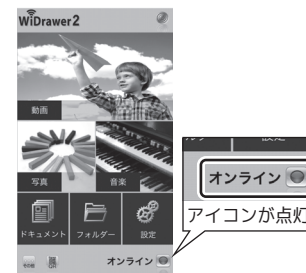 WiDrawer2
動画
写真
音楽
ドキュメント
フォルダー
設定
オンライン
オンライン
アイコンが点灯